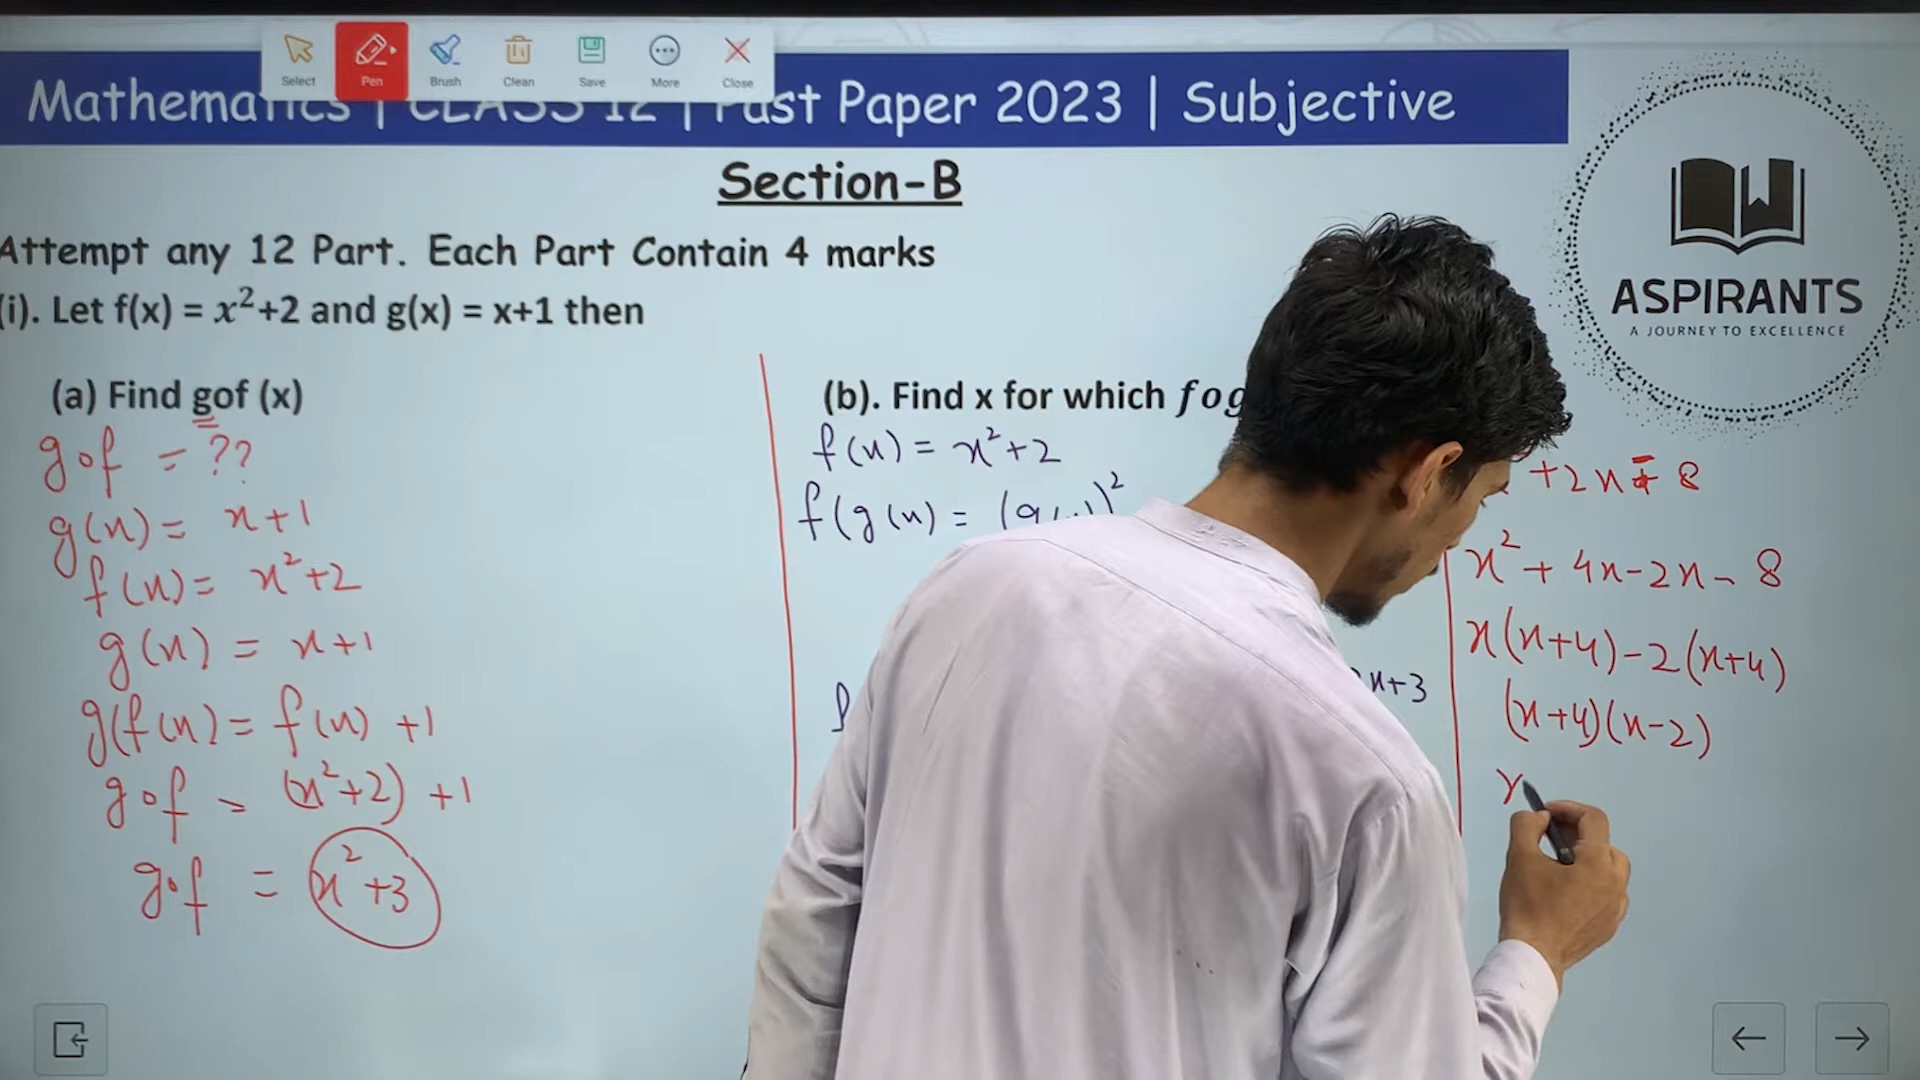 Select Pen Brush Clean Save More Close
Mathematics | CLASS 12 | Past Paper 2023 | Subjective
Section-B
ASPIRANTS
A JOURNEY TO EXCELLENCE
Attempt any 12 Part. Each Part Contain 4 marks
(i). Let f(x) = x²+2 and g(x) = x+1 then
(a) Find gof (x)
gof = ??
g(x) = x+1
f(x) = x²+2
g(x) = x+1
g(f(x) = f(x) +1
gof = (x²+2) +1
gof = x²+3
(b). Find x for which fog
f(x) = x²+2
f(g(x) = (g(x))²
x+3
+2x - 8
x² + 4x-2x - 8
x(x+4)-2(x+4)
(x+4)(x-2)
x